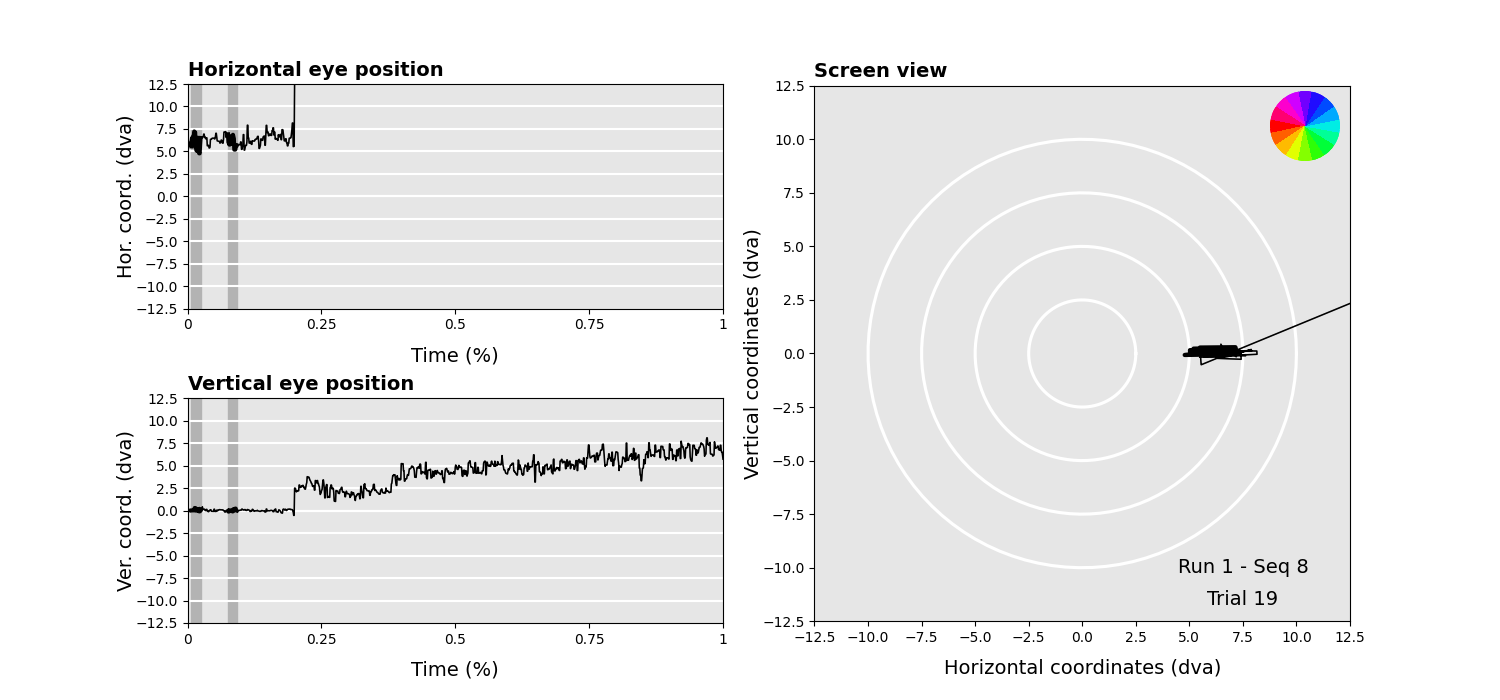 Horizontal eye position
12.5
10.0
7.5
5.0
2.5
0.0
−2.5
−5.0
−7.5
−10.0
−12.5
Hor. coord. (dva)
0 0.25 0.5 0.75 1
Time (%)
Vertical eye position
12.5
10.0
7.5
5.0
2.5
0.0
−2.5
−5.0
−7.5
−10.0
−12.5
Ver. coord. (dva)
0 0.25 0.5 0.75 1
Time (%)
Screen view
12.5
10.0
7.5
5.0
2.5
0.0
−2.5
−5.0
−7.5
−10.0
−12.5
Vertical coordinates (dva)
Run 1 - Seq 8
Trial 19
−12.5 −10.0 −7.5 −5.0 −2.5 0.0 2.5 5.0 7.5 10.0 12.5
Horizontal coordinates (dva)